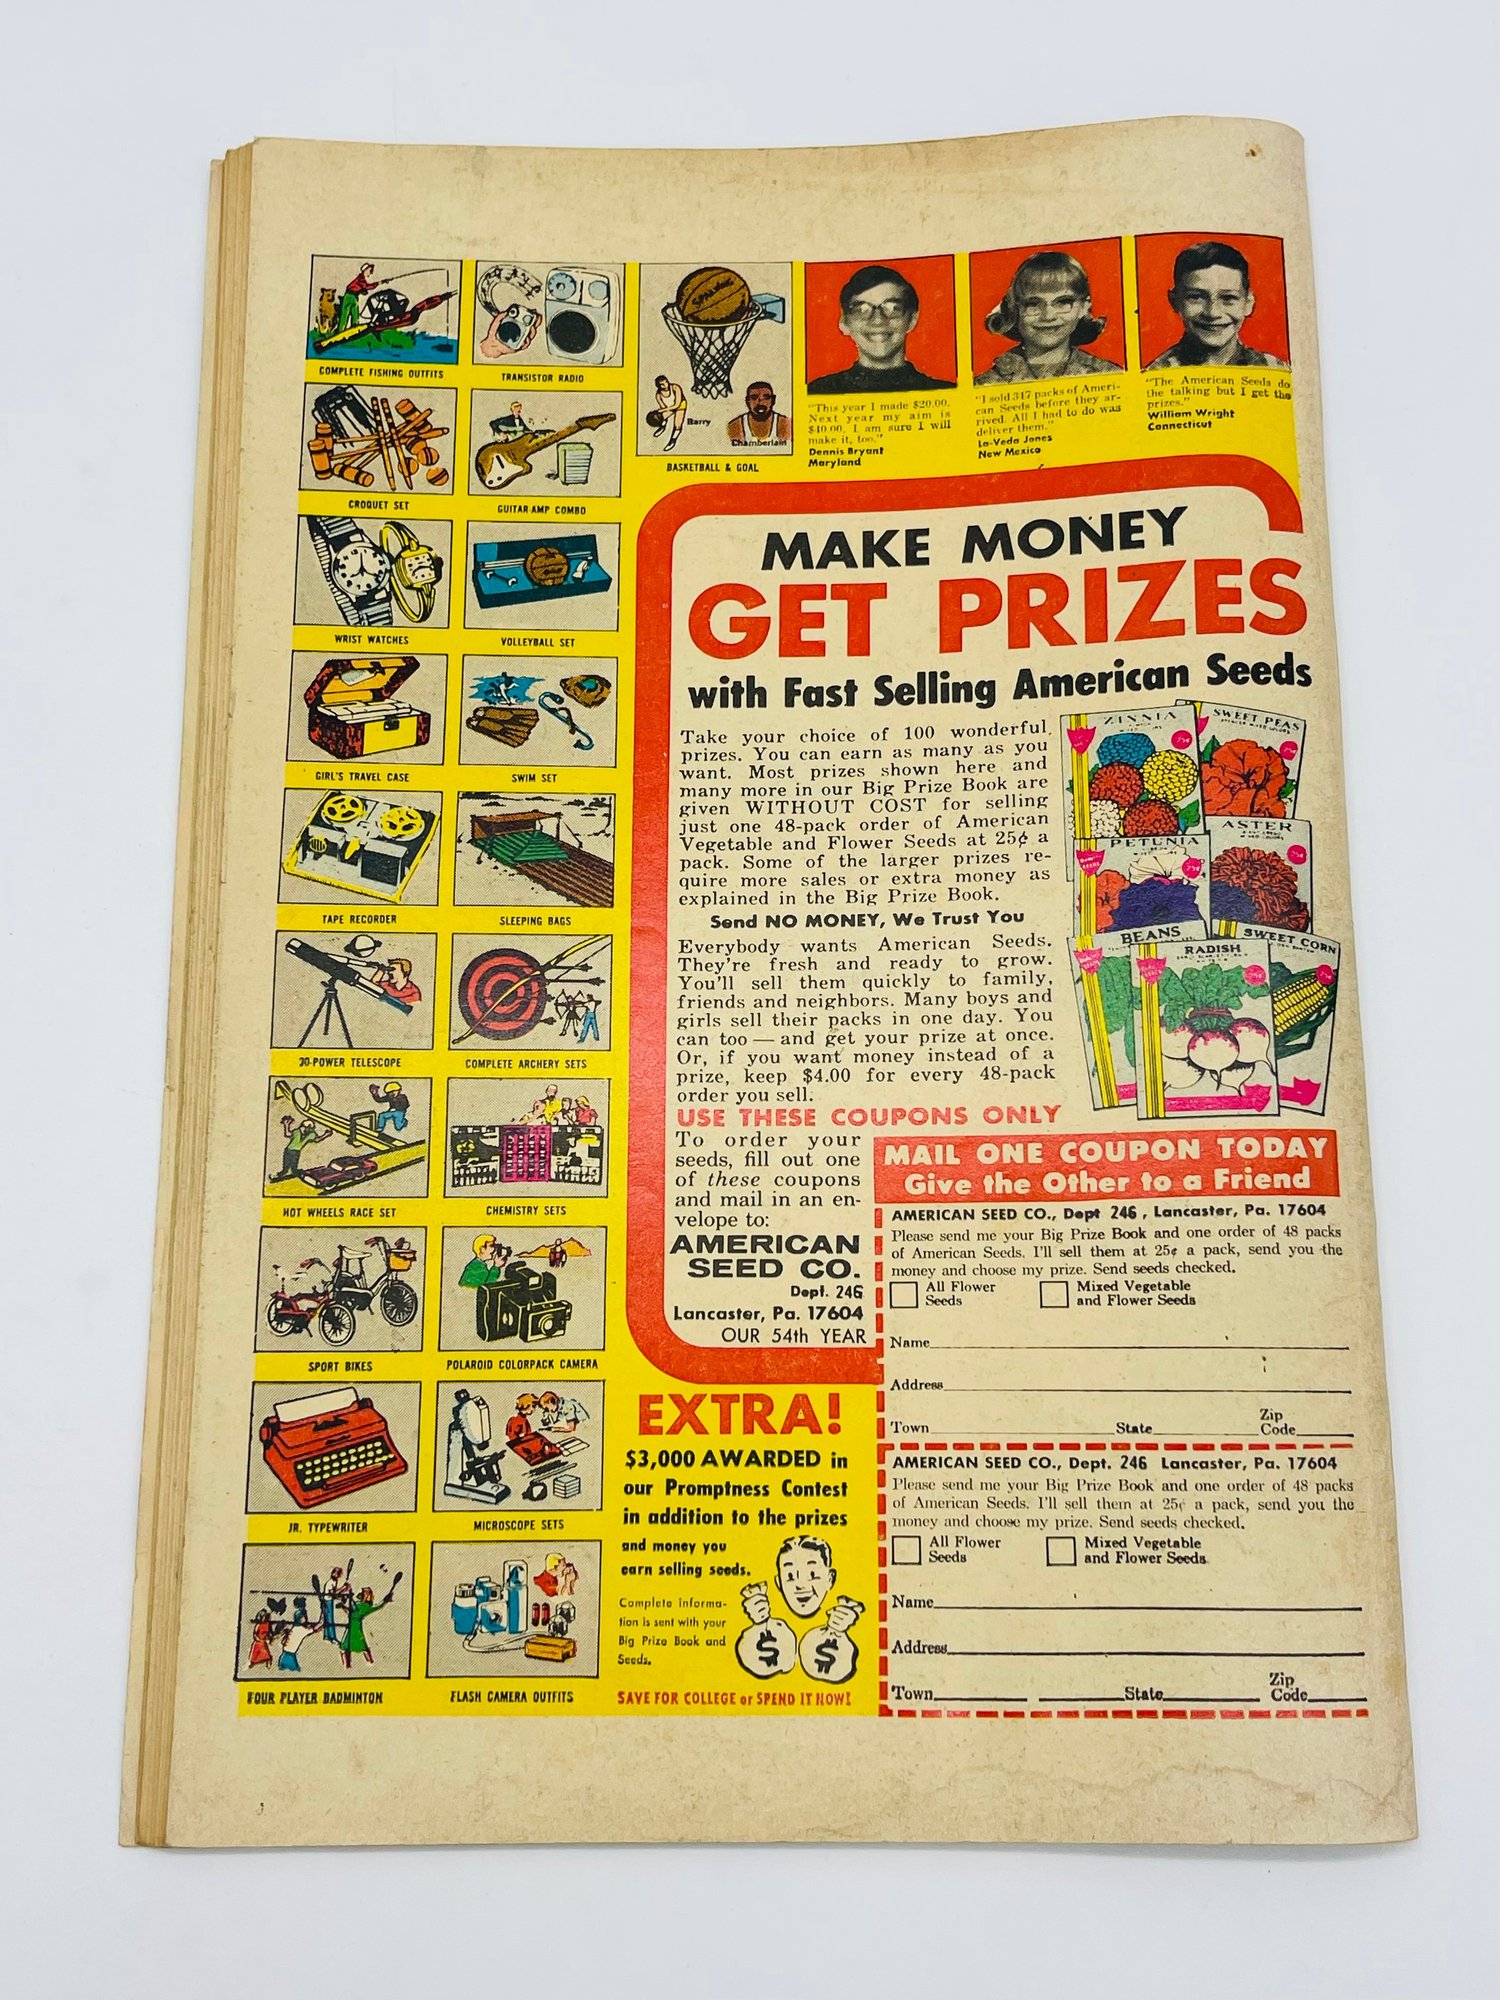 COMPLETE FISHING OUTFITS
TRANSISTOR RADIO
SPALDING
Barry
Chamberlain
BASKETBALL & GOAL
CROQUET SET
GUITAR-AMP COMBO
WRIST WATCHES
VOLLEYBALL SET
GIRL'S TRAVEL CASE
SWIM SET
TAPE RECORDER
SLEEPING BAGS
30-POWER TELESCOPE
COMPLETE ARCHERY SETS
HOT WHEELS RACE SET
CHEMISTRY SETS
SPORT BIKES
POLAROID COLORPACK CAMERA
JR. TYPEWRITER
MICROSCOPE SETS
FOUR PLAYER BADMINTON
FLASH CAMERA OUTFITS
"This year I made $20.00.
Next year my aim is
$40.00. I am sure I will
make it, too."
Dennis Bryant
Maryland
"I sold 317 packs of Ameri-
can Seeds before they ar-
rived. All I had to do was
deliver them."
La-Veda Jones
New Mexico
"The American Seeds do
the talking but I get the
prizes."
William Wright
Connecticut
MAKE MONEY
GET PRIZES
with Fast Selling American Seeds
Take your choice of 100 wonderful
prizes. You can earn as many as you
want. Most prizes shown here and
many more in our Big Prize Book are
given WITHOUT COST for selling
just one 48-pack order of American
Vegetable and Flower Seeds at 25¢ a
pack. Some of the larger prizes re-
quire more sales or extra money as
explained in the Big Prize Book.
Send NO MONEY, We Trust You
Everybody wants American Seeds.
They're fresh and ready to grow.
You'll sell them quickly to family,
friends and neighbors. Many boys and
girls sell their packs in one day. You
can too — and get your prize at once.
Or, if you want money instead of a
prize, keep $4.00 for every 48-pack
order you sell.
ZINNIA
SWEET PEAS
25¢
25¢
PETUNIA
ASTER
25¢
25¢
BEANS
RADISH
SWEET CORN
USE THESE COUPONS ONLY
To order your
seeds, fill out one
of these coupons
and mail in an en-
velope to:
AMERICAN
SEED CO.
Dept. 246
Lancaster, Pa. 17604
OUR 54th YEAR
MAIL ONE COUPON TODAY
Give the Other to a Friend
AMERICAN SEED CO., Dept 246, Lancaster, Pa. 17604
Please send me your Big Prize Book and one order of 48 packs
of American Seeds. I'll sell them at 25¢ a pack, send you the
money and choose my prize. Send seeds checked.
All Flower
Seeds
Mixed Vegetable
and Flower Seeds
Name
Address
Town State Zip
Code
AMERICAN SEED CO., Dept. 246 Lancaster, Pa. 17604
Please send me your Big Prize Book and one order of 48 packs
of American Seeds. I'll sell them at 25¢ a pack, send you the
money and choose my prize. Send seeds checked.
All Flower
Seeds
Mixed Vegetable
and Flower Seeds
Name
Address
Town State Zip
Code
EXTRA!
$3,000 AWARDED in
our Promptness Contest
in addition to the prizes
and money you
earn selling seeds.
Complete informa-
tion is sent with your
Big Prize Book and
Seeds.
$ $
SAVE FOR COLLEGE or SPEND IT NOW!